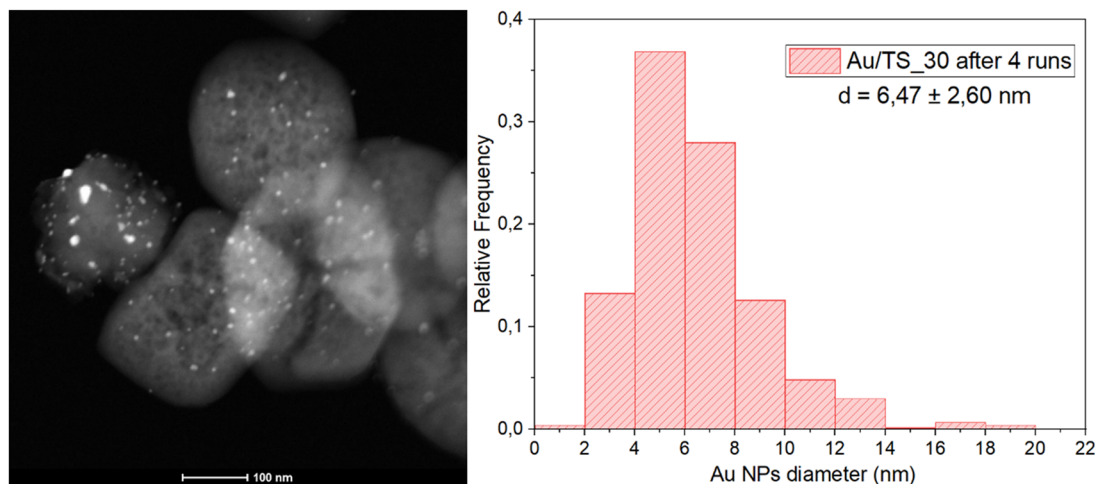 100 nm
0,4
0,3
0,2
0,1
0,0
Relative Frequency
Au/TS_30 after 4 runs
d = 6,47 ± 2,60 nm
0 2 4 6 8 10 12 14 16 18 20 22
Au NPs diameter (nm)